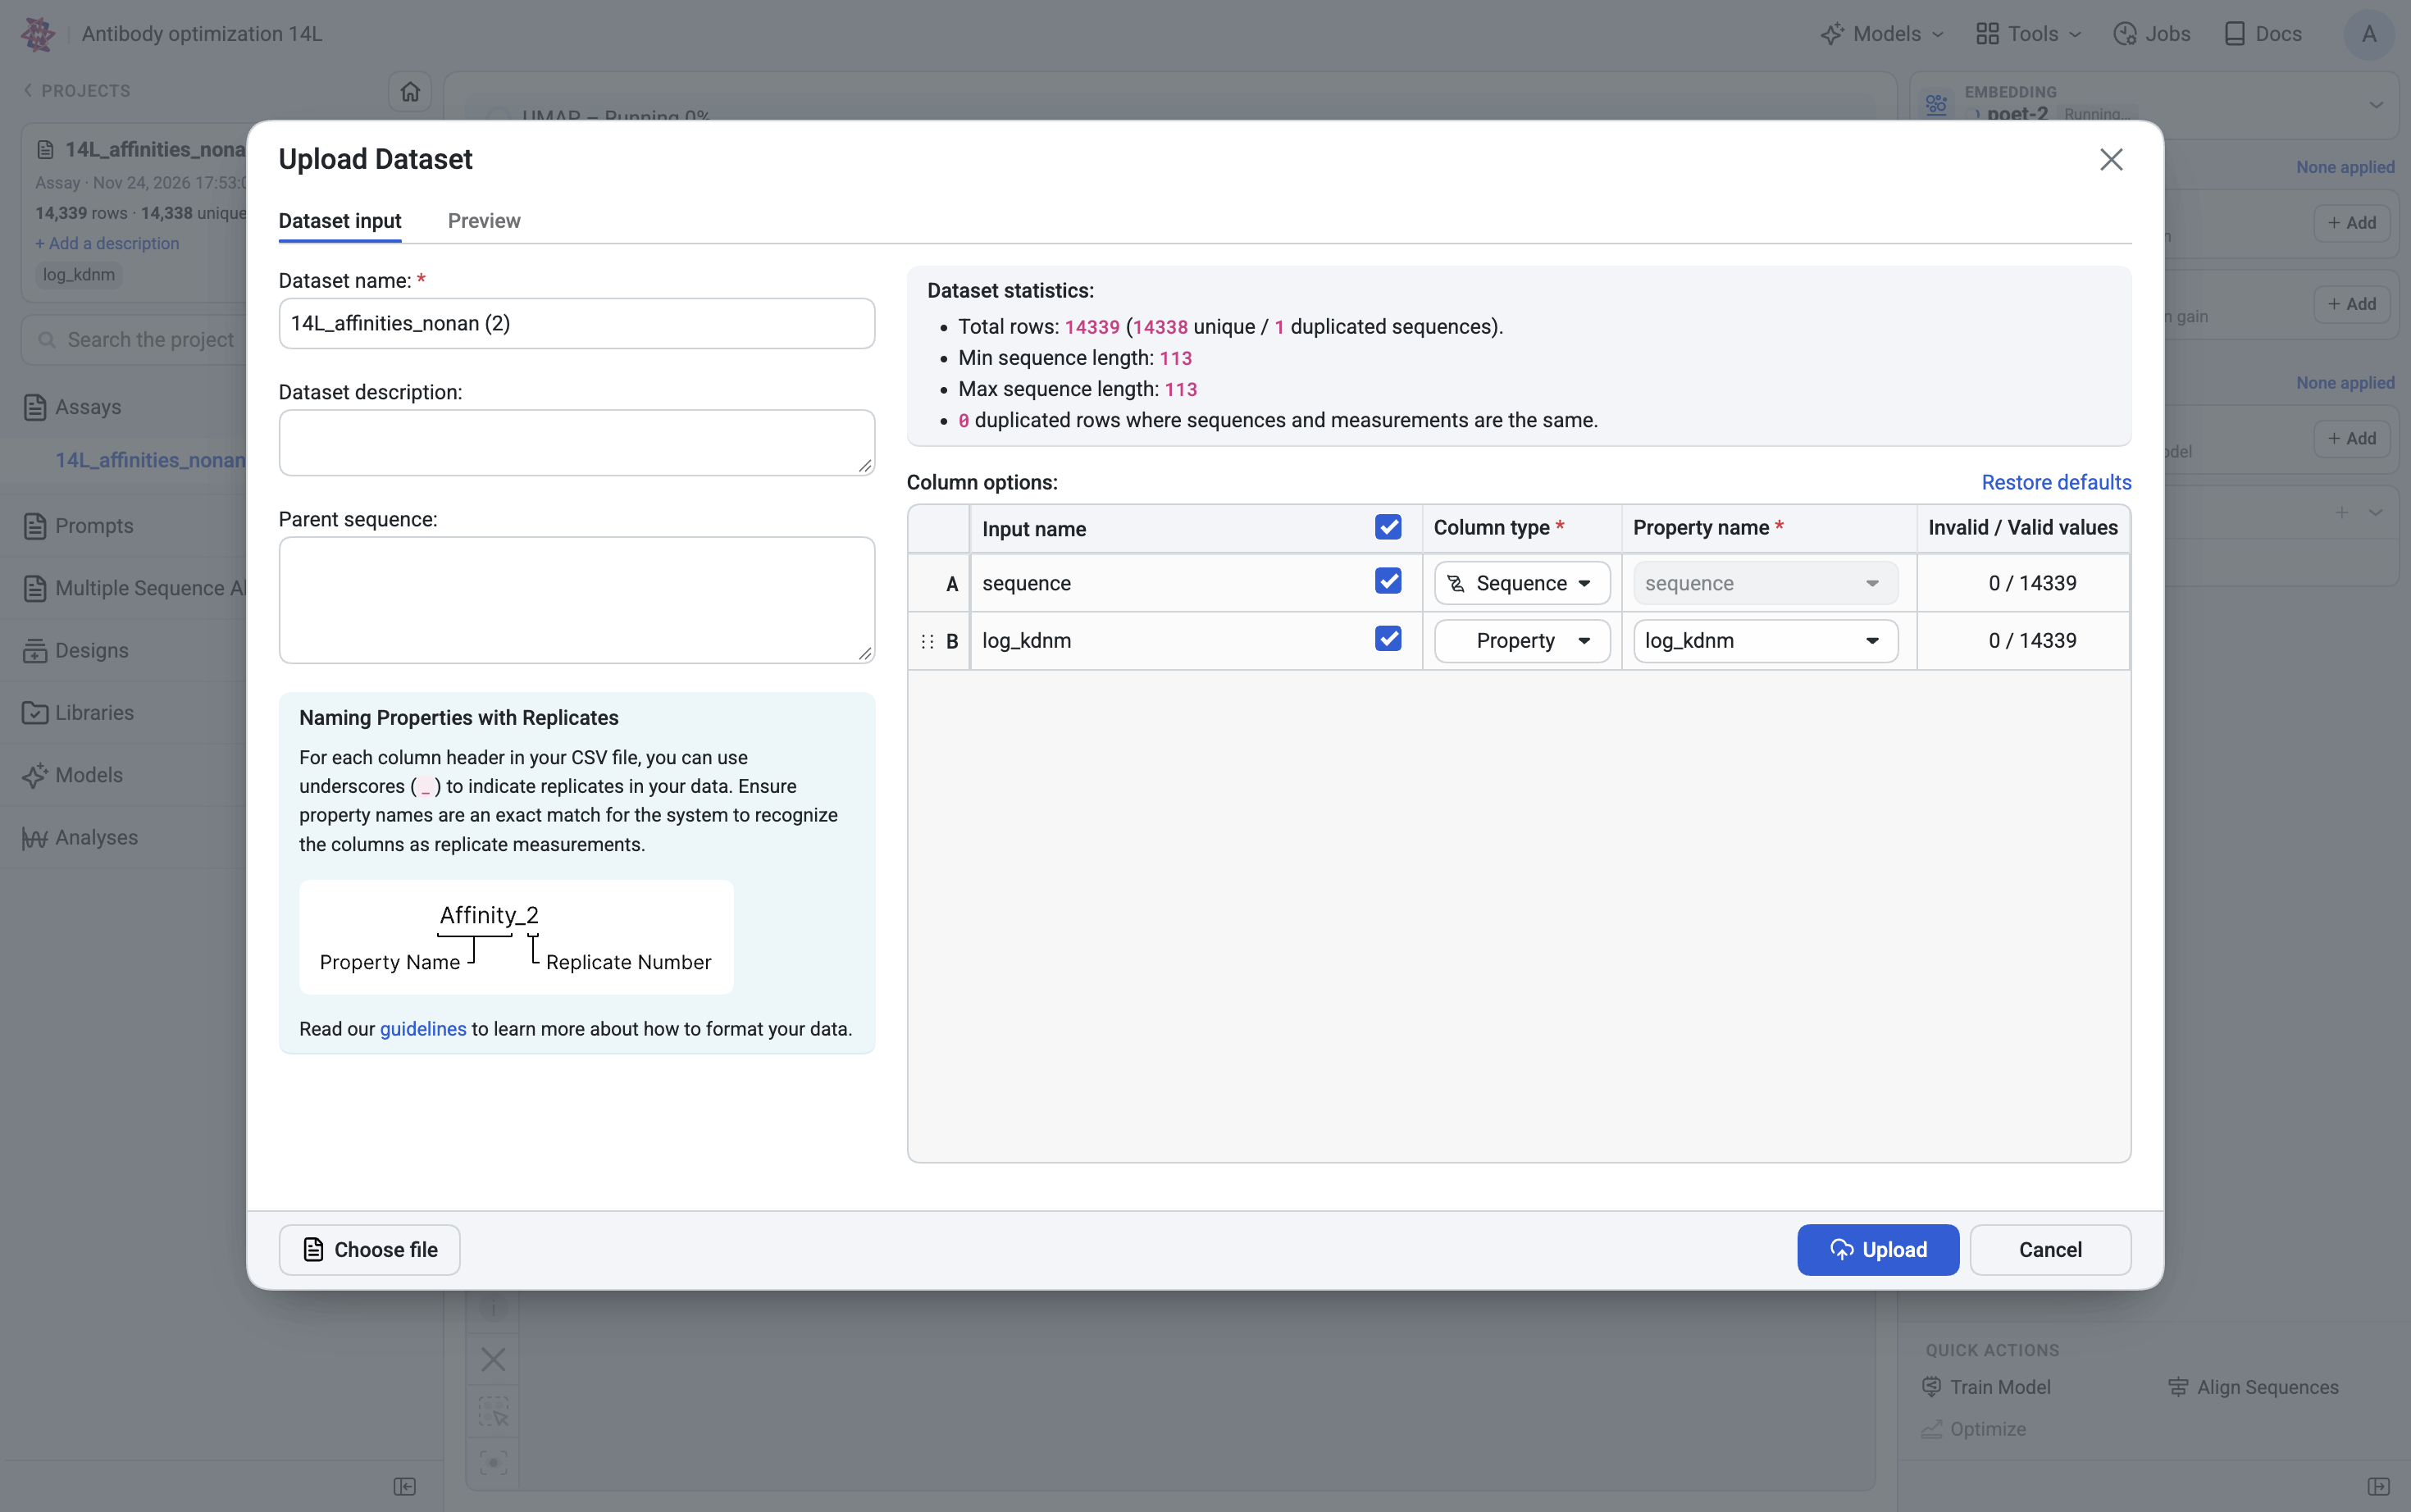 Antibody optimization 14L
Models
Tools
Jobs
Docs
A
PROJECTS
UMAP – Running 0%
EMBEDDING
poet-2 Running...
14L_affinities_nona
Assay · Nov 24, 2026 17:53:0
14,339 rows · 14,338 unique
+ Add a description
log_kdnm
Search the project
Assays
14L_affinities_nonan
Prompts
Multiple Sequence Al
Designs
Libraries
Models
Analyses
Upload Dataset
Dataset input
Preview
Dataset name: *
14L_affinities_nonan (2)
Dataset description:
Parent sequence:
Naming Properties with Replicates
For each column header in your CSV file, you can use
underscores ( _ ) to indicate replicates in your data. Ensure
property names are an exact match for the system to recognize
the columns as replicate measurements.
Affinity_2
Property Name
Replicate Number
Read our guidelines to learn more about how to format your data.
Dataset statistics:
• Total rows: 14339 (14338 unique / 1 duplicated sequences).
• Min sequence length: 113
• Max sequence length: 113
• 0 duplicated rows where sequences and measurements are the same.
Column options:
Restore defaults
Input name
Column type *
Property name *
Invalid / Valid values
A sequence Sequence sequence 0 / 14339
B log_kdnm Property log_kdnm 0 / 14339
Choose file
Upload
Cancel
None applied
+ Add
n
+ Add
n gain
None applied
+ Add
odel
QUICK ACTIONS
Train Model
Align Sequences
Optimize